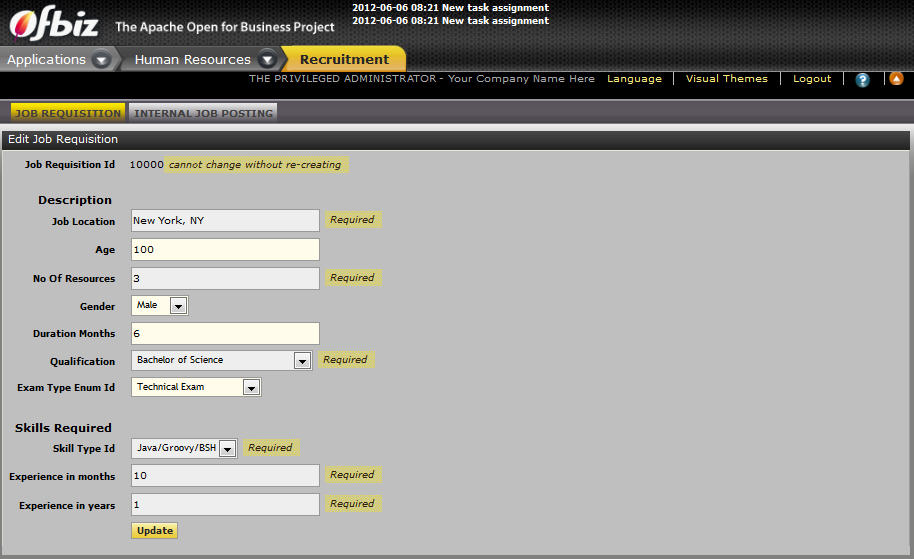 2012-06-06 08:21 New task assignment
2012-06-06 08:21 New task assignment
Ofbiz The Apache Open for Business Project
Applications Human Resources Recruitment
THE PRIVILEGED ADMINISTRATOR - Your Company Name Here Language Visual Themes Logout ?
JOB REQUISITION INTERNAL JOB POSTING
Edit Job Requisition
Job Requisition Id 10000 cannot change without re-creating
Description
Job Location New York, NY Required
Age 100
No Of Resources 3 Required
Gender Male
Duration Months 6
Qualification Bachelor of Science Required
Exam Type Enum Id Technical Exam
Skills Required
Skill Type Id Java/Groovy/BSH Required
Experience in months 10 Required
Experience in years 1 Required
Update